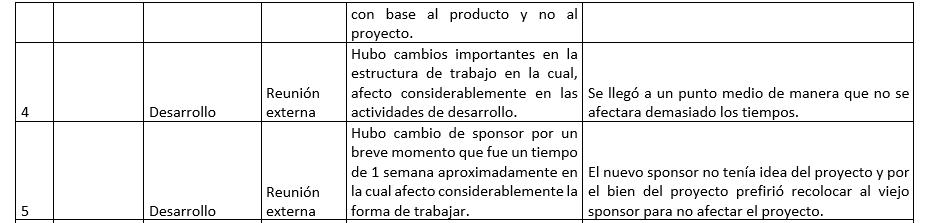 con base al producto y no al
proyecto.
Hubo cambios importantes en la
estructura de trabajo en la cual,
afecto considerablemente en las
actividades de desarrollo.
4
Desarrollo
Reunión
externa
Se llegó a un punto medio de manera que no se
afectara demasiado los tiempos.
Hubo cambio de sponsor por un
breve momento que fue un tiempo
de 1 semana aproximadamente en
la cual afecto considerablemente la
forma de trabajar.
5
Desarrollo
Reunión
externa
El nuevo sponsor no tenía idea del proyecto y por
el bien del proyecto prefirió recolocar al viejo
sponsor para no afectar el proyecto.